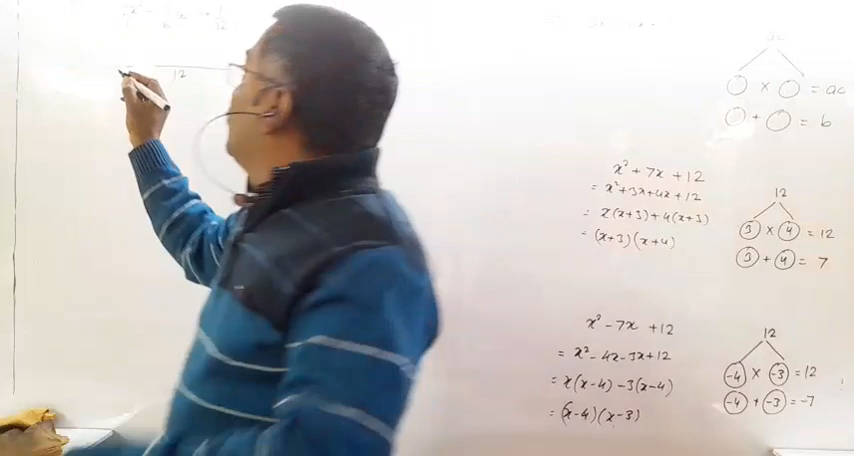 12
ac
× = ac
+ = b
x² + 7x + 12
= x² + 3x + 4x + 12
= x(x+3) + 4(x+3)
= (x+3)(x+4)
12
3 × 4 = 12
3 + 4 = 7
x² - 7x + 12
= x² - 4x - 3x + 12
= x(x-4) - 3(x-4)
= (x-4)(x-3)
12
-4 × -3 = 12
-4 + -3 = -7